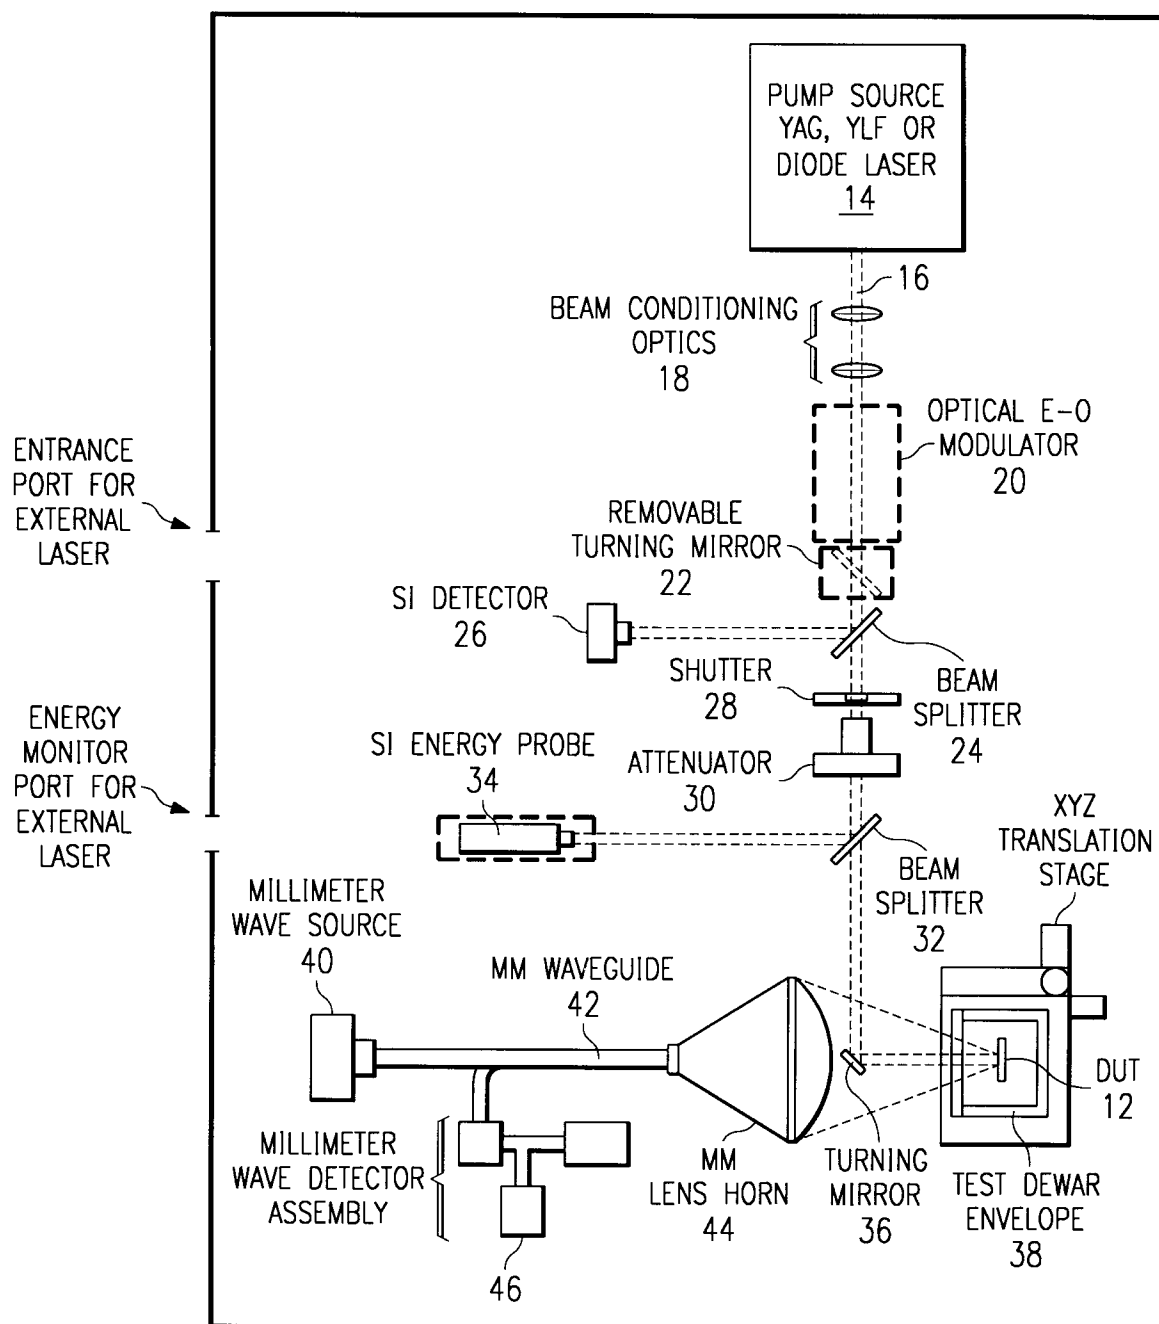 PUMP SOURCE
YAG, YLF OR
DIODE LASER
14
16
BEAM CONDITIONING
OPTICS
18
OPTICAL E-O
MODULATOR
20
ENTRANCE
PORT FOR
EXTERNAL
LASER
REMOVABLE
TURNING MIRROR
22
SI DETECTOR
26
SHUTTER
28
BEAM
SPLITTER
24
ENERGY
MONITOR
PORT FOR
EXTERNAL
LASER
SI ENERGY PROBE
34
ATTENUATOR
30
XYZ
TRANSLATION
STAGE
BEAM
SPLITTER
32
MILLIMETER
WAVE SOURCE
40
MM WAVEGUIDE
42
DUT
12
MILLIMETER
WAVE DETECTOR
ASSEMBLY
46
MM
LENS HORN
44
TURNING
MIRROR
36
TEST DEWAR
ENVELOPE
38